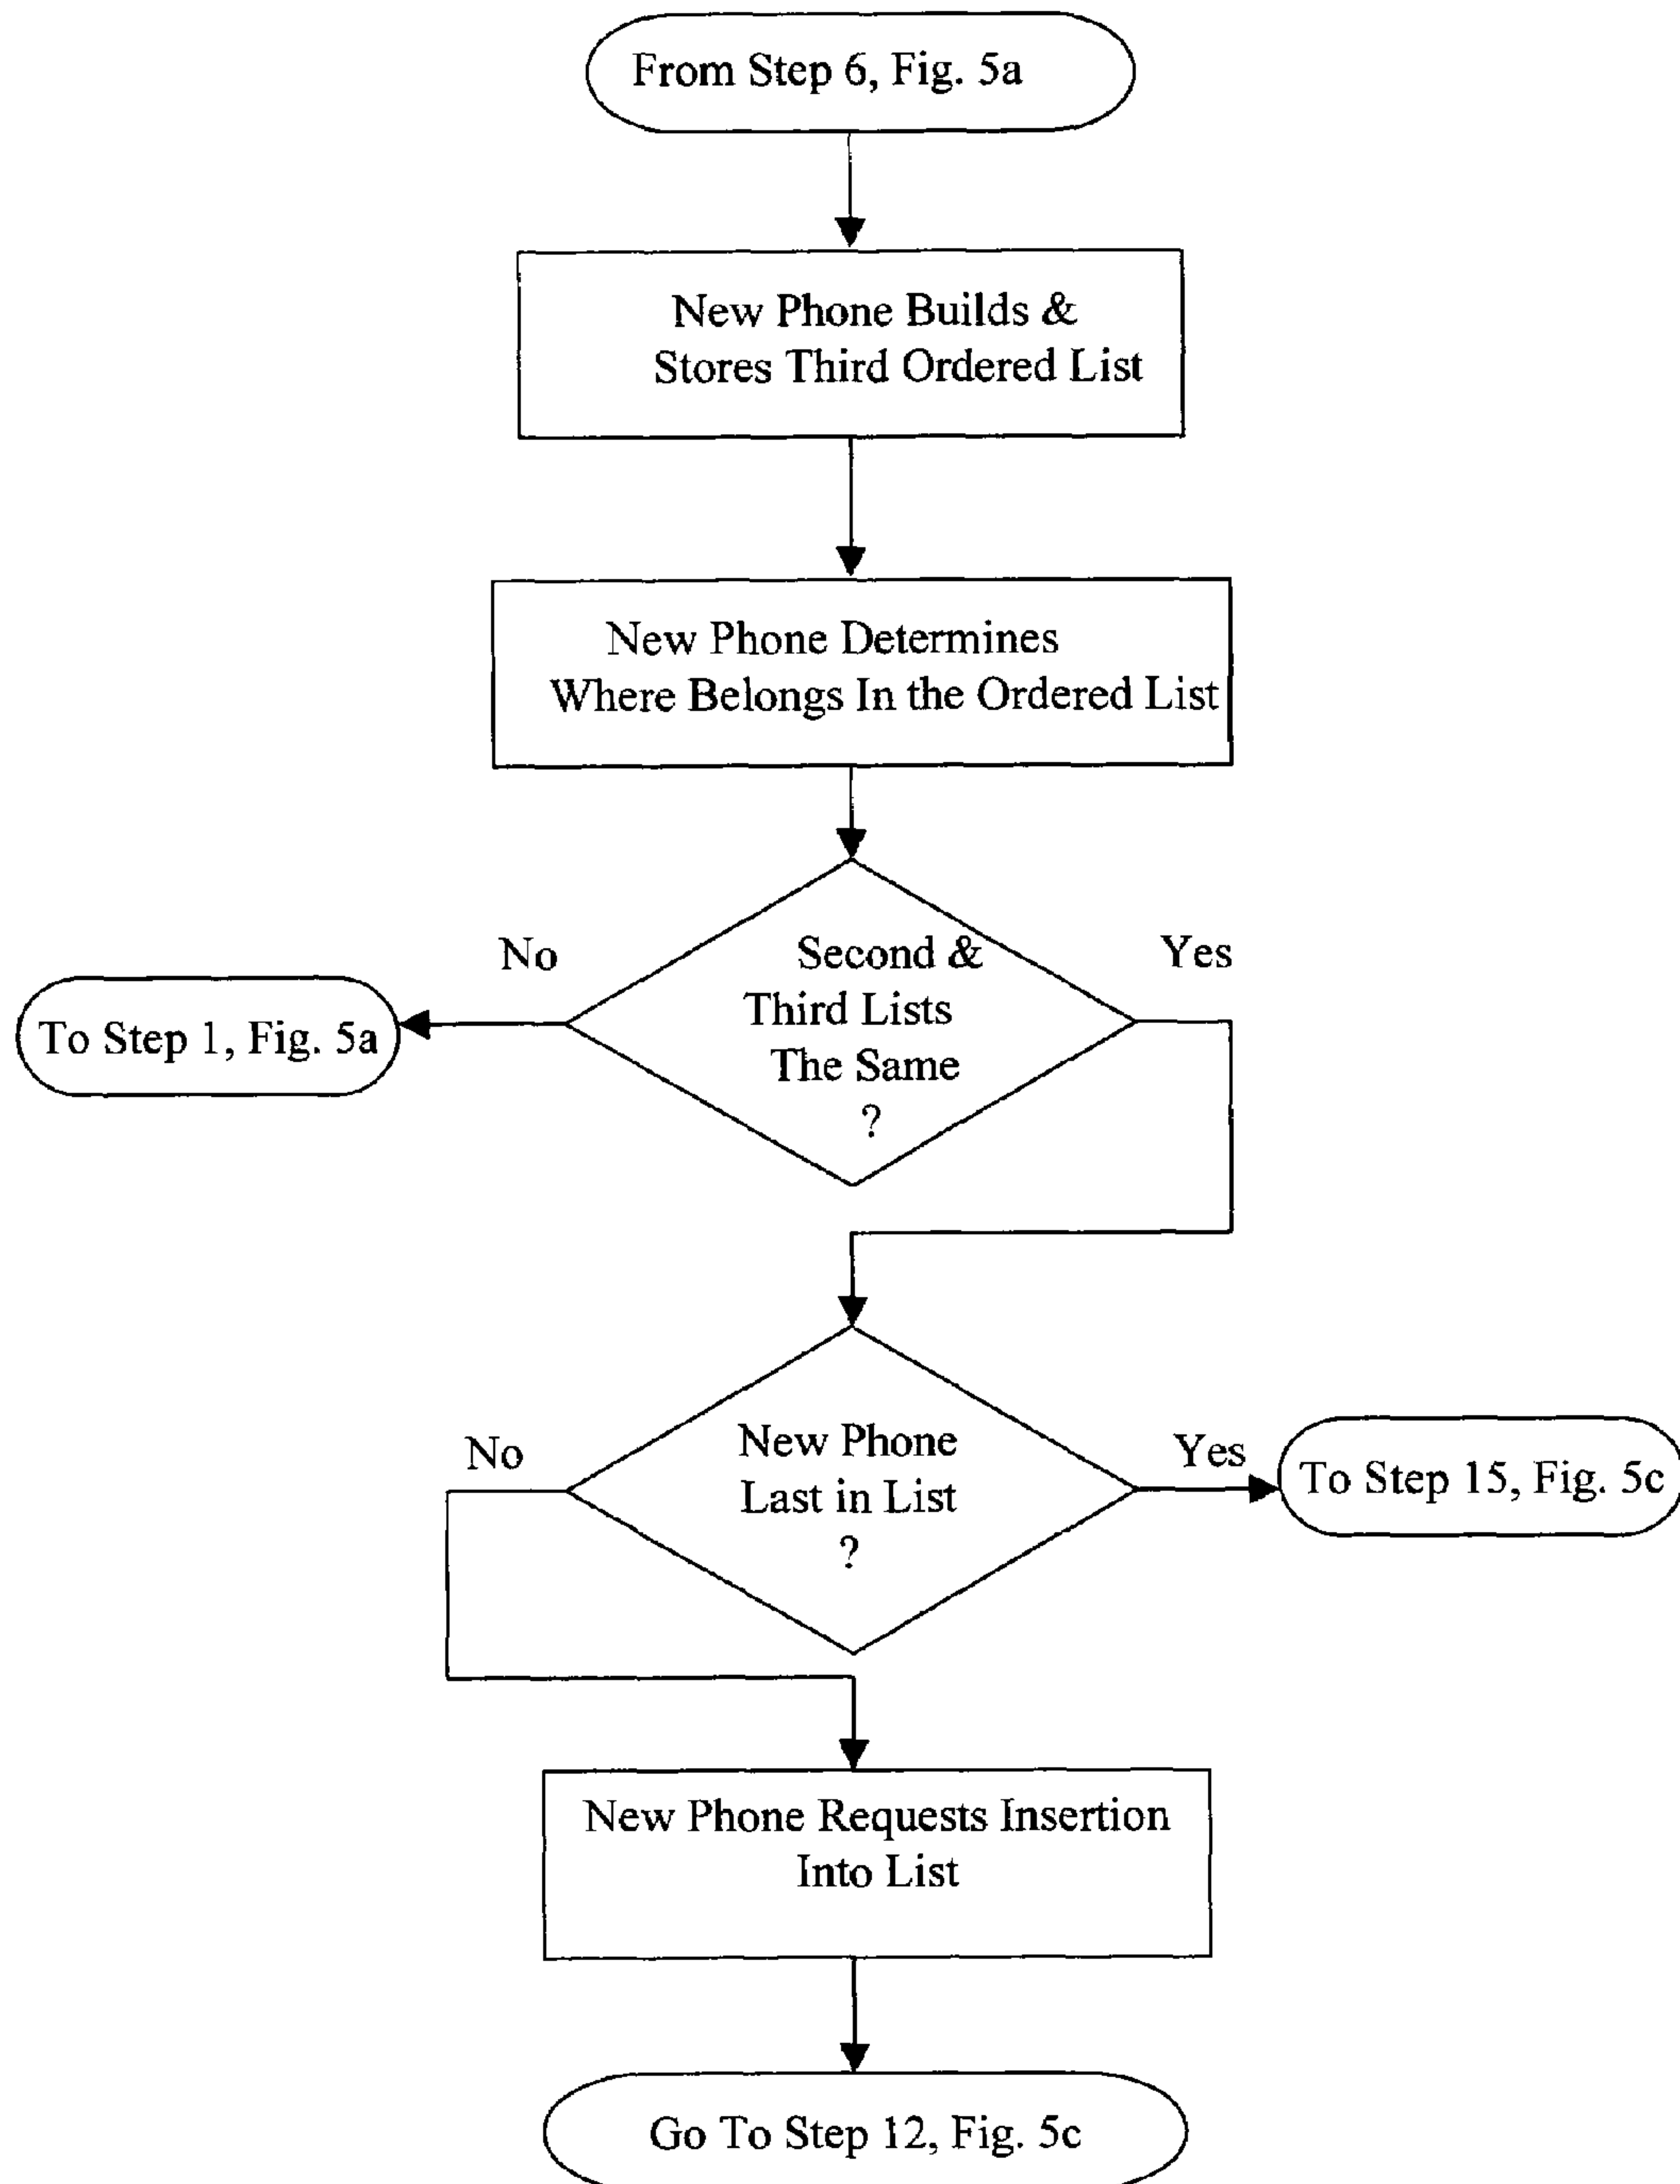 From Step 6, Fig. 5a
New Phone Builds &
Stores Third Ordered List
New Phone Determines
Where Belongs In the Ordered List
No
Second &
Third Lists
The Same
?
Yes
To Step 1, Fig. 5a
No
New Phone
Last in List
?
Yes
To Step 15, Fig. 5c
New Phone Requests Insertion
Into List
Go To Step 12, Fig. 5c